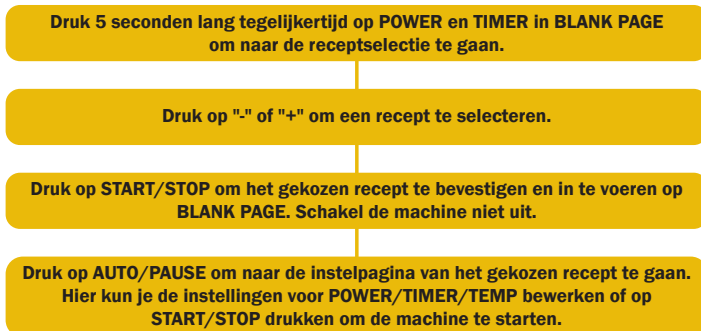 Druk 5 seconden lang tegelijkertijd op POWER en TIMER in BLANK PAGE
om naar de receptselectie te gaan.
Druk op "-" of "+" om een recept te selecteren.
Druk op START/STOP om het gekozen recept te bevestigen en in te voeren op
BLANK PAGE. Schakel de machine niet uit.
Druk op AUTO/PAUSE om naar de instelpagina van het gekozen recept te gaan.
Hier kun je de instellingen voor POWER/TIMER/TEMP bewerken of op
START/STOP drukken om de machine te starten.